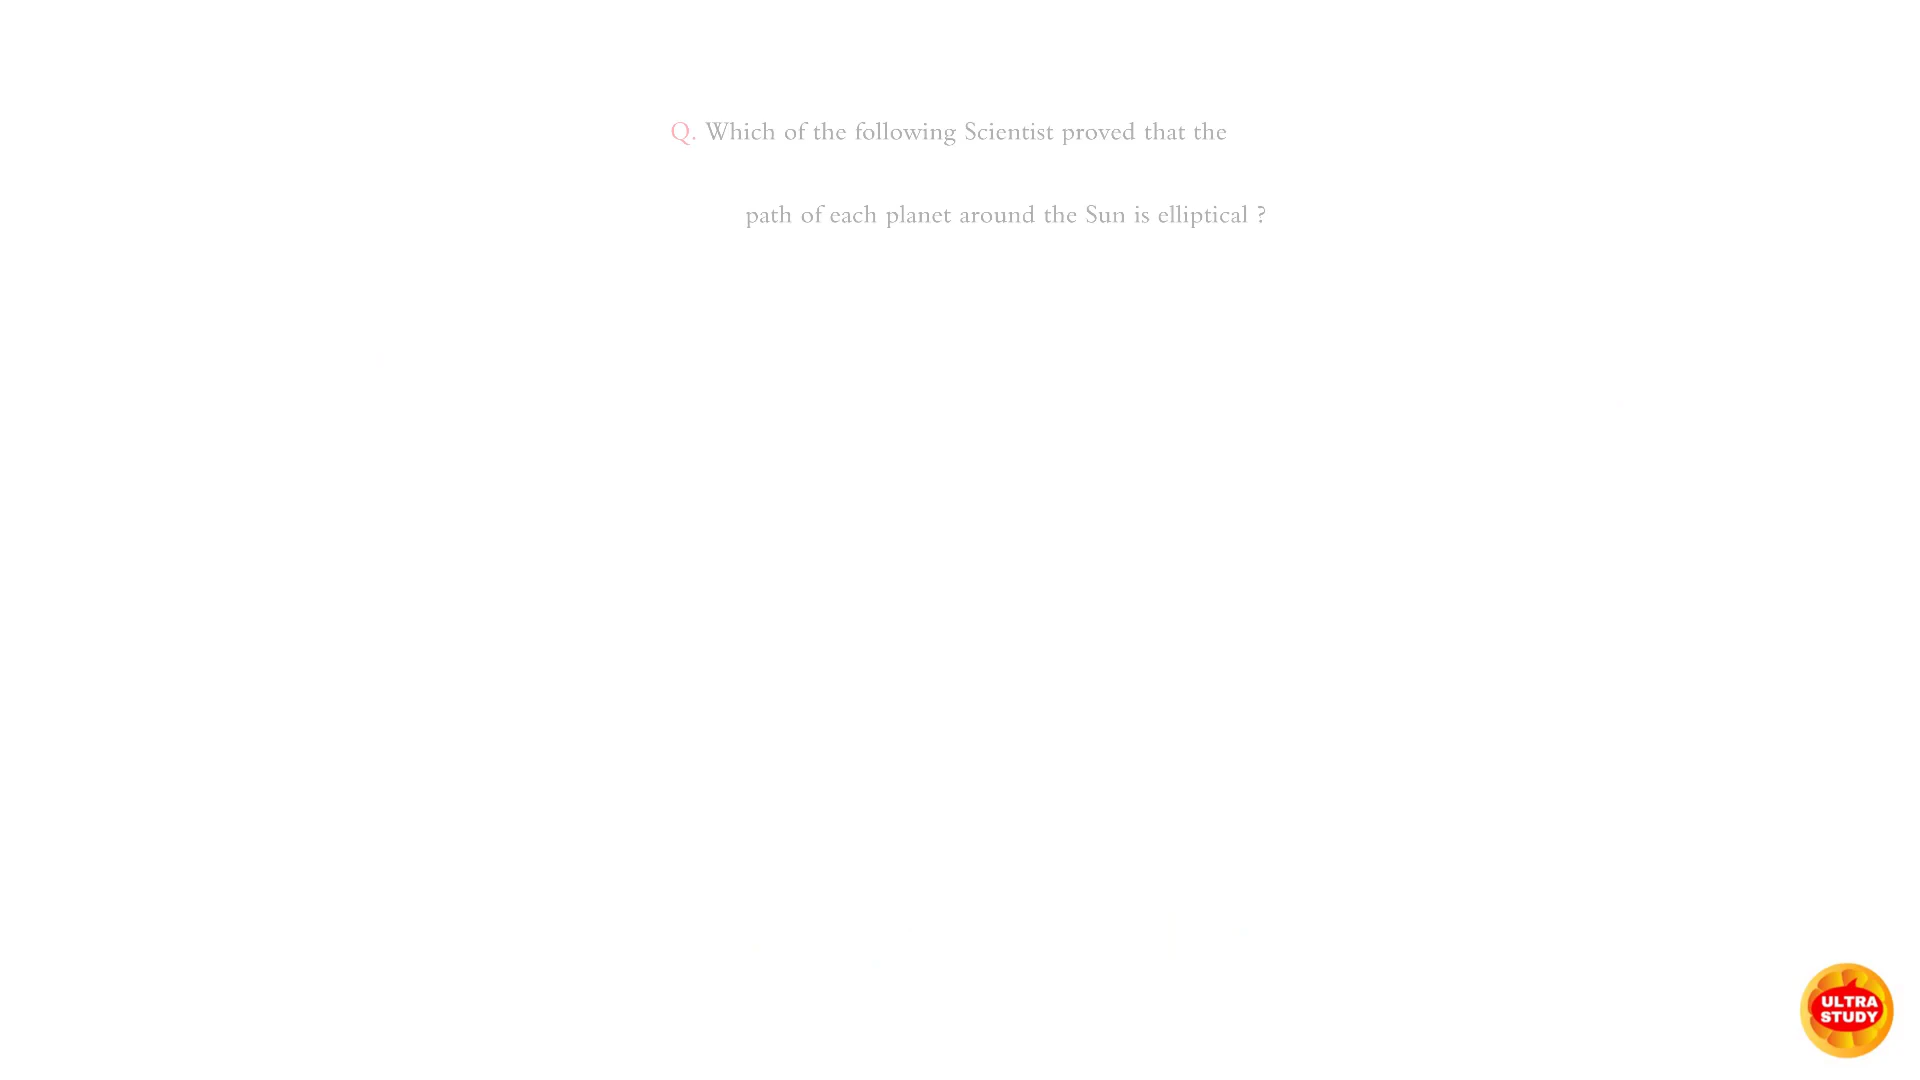 Q. Which of the following Scientist proved that the
path of each planet around the Sun is elliptical ?
ULTRA
STUDY